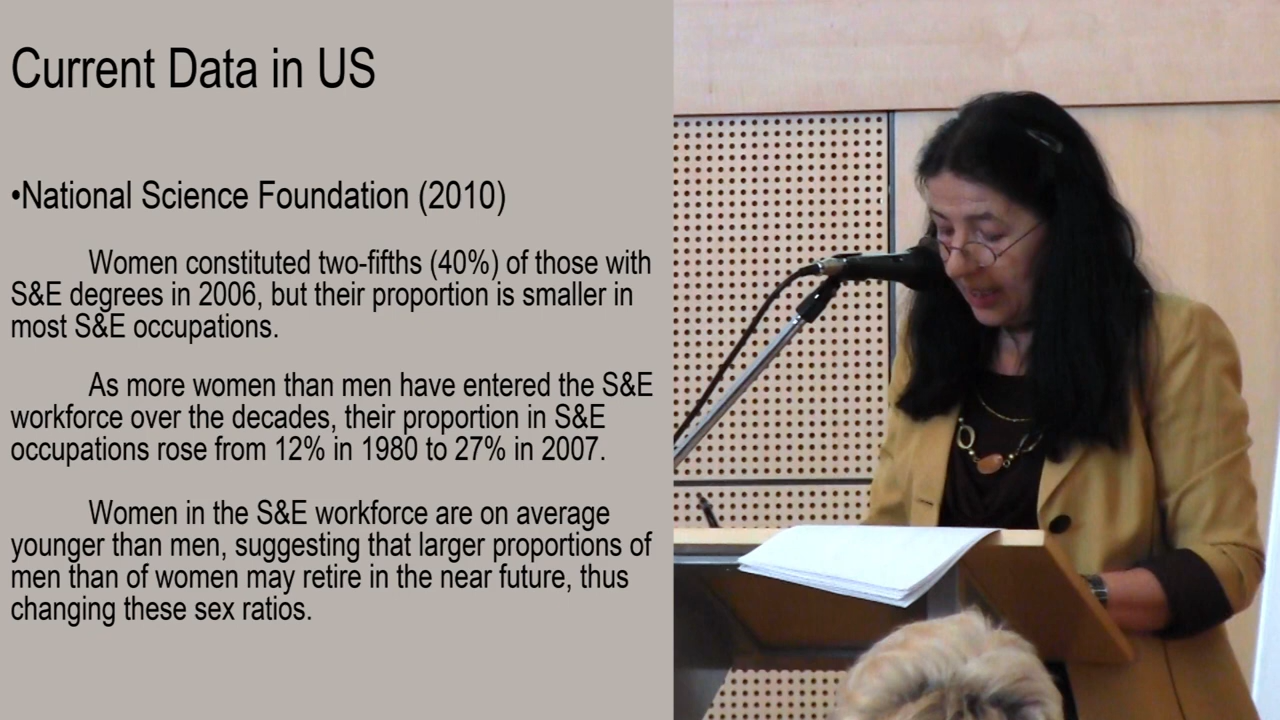 Current Data in US
•National Science Foundation (2010)
Women constituted two-fifths (40%) of those with
S&E degrees in 2006, but their proportion is smaller in
most S&E occupations.
As more women than men have entered the S&E
workforce over the decades, their proportion in S&E
occupations rose from 12% in 1980 to 27% in 2007.
Women in the S&E workforce are on average
younger than men, suggesting that larger proportions of
men than of women may retire in the near future, thus
changing these sex ratios.